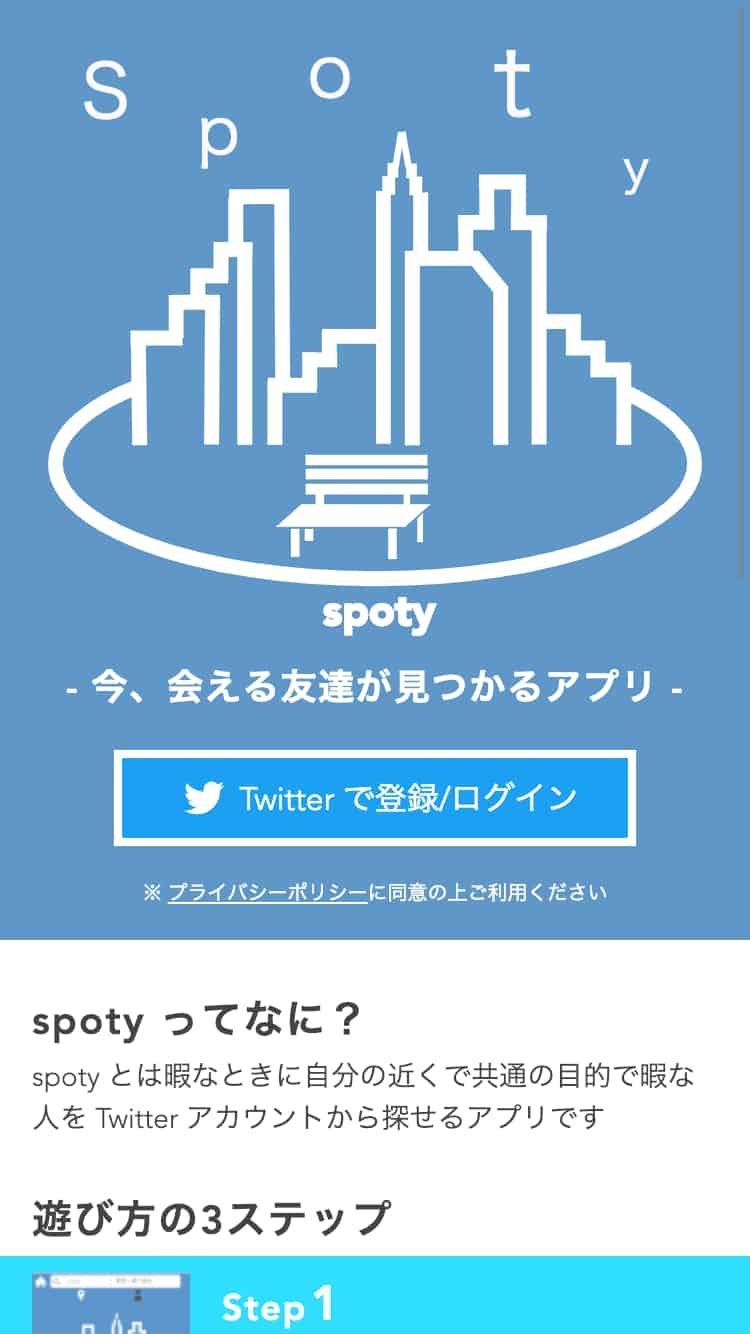 spoty
spoty
- 今、会える友達が見つかるアプリ -
Twitter で登録/ログイン
※ プライバシーポリシーに同意の上ご利用ください
spoty ってなに？
spoty とは暇なときに自分の近くで共通の目的で暇な
人を Twitter アカウントから探せるアプリです
遊び方の3ステップ
Step 1